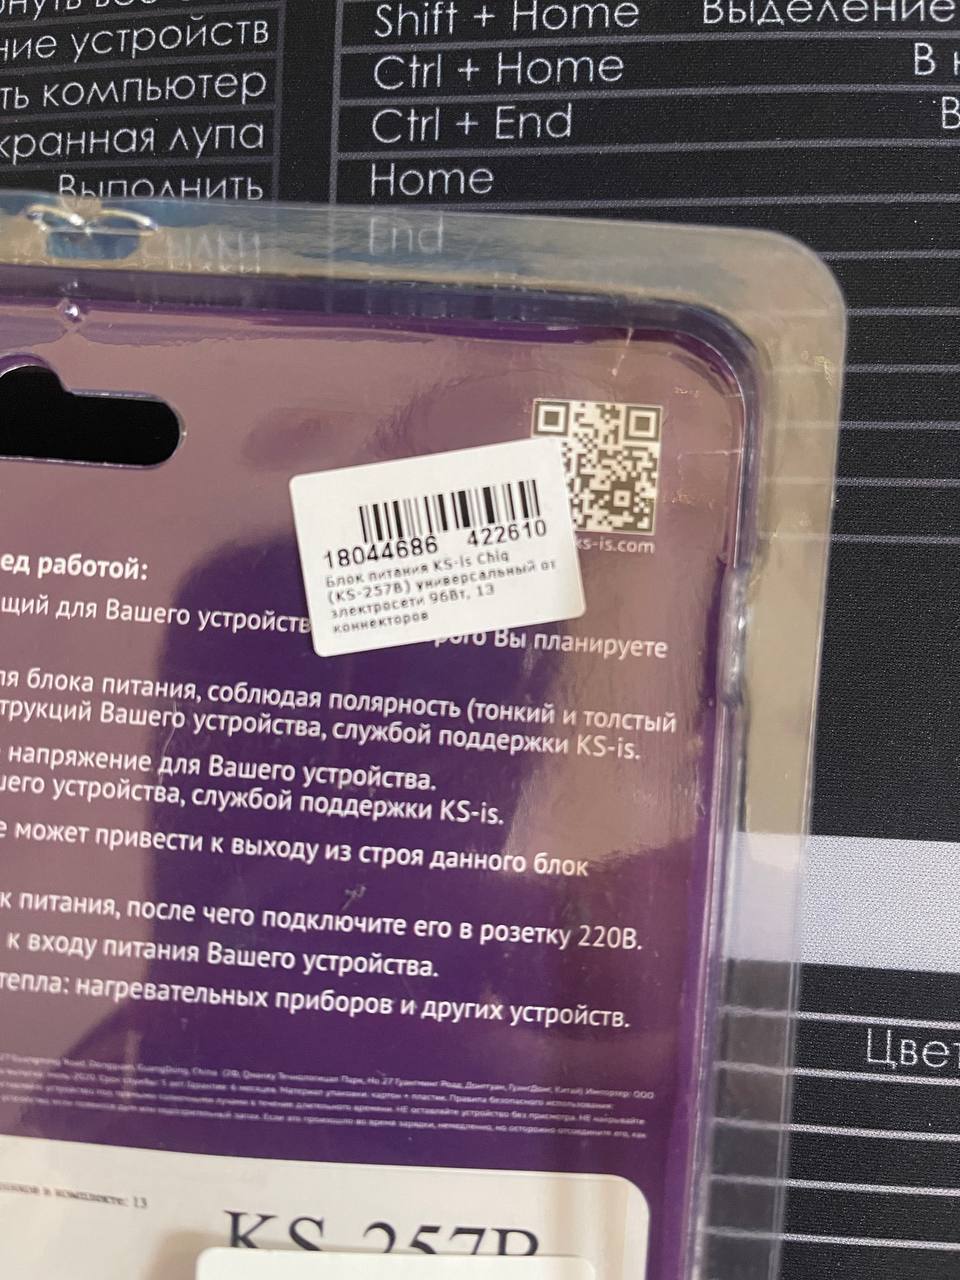 ние устройств
ть компьютер
кранная лупа
Выполнить
Shift + Home Выделение
Ctrl + Home В н
Ctrl + End В
Home
End
ks-is.com
18044686 422610
Блок питания KS-Is Chiq
(KS-257B) универсальный от
электросети 96Вт, 13
коннекторов
ед работой:
щий для Вашего устройств
рого Вы планируете
ля блока питания, соблюдая полярность (тонкий и толстый
трукций Вашего устройства, службой поддержки KS-is.
напряжение для Вашего устройства.
шего устройства, службой поддержки KS-is.
е может привести к выходу из строя данного блок
к питания, после чего подключите его в розетку 220В.
к входу питания Вашего устройства.
тепла: нагревательных приборов и других устройств.
в комплекте: 13
KS-257B
Цвет